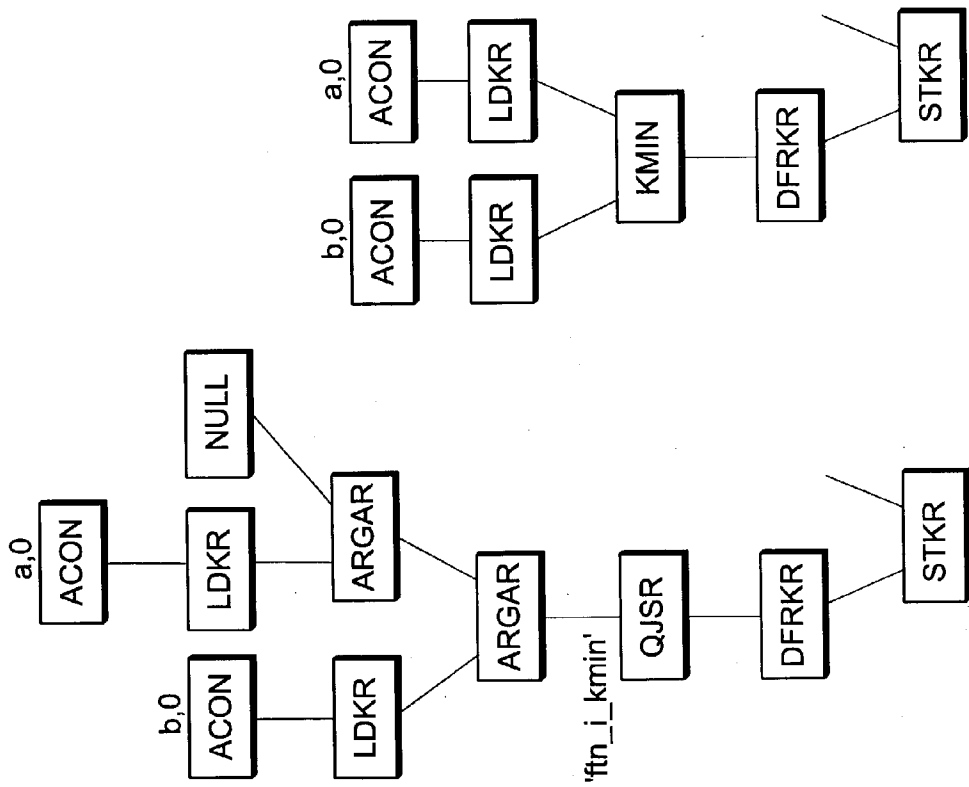 a,0
ACON
b,0
ACON
LDKR
NULL
LDKR
ARGAR
ARGAR
'ftn_i_kmin'
QJSR
DFRKR
STKR
b,0
a,0
ACON
ACON
LDKR
LDKR
KMIN
DFRKR
STKR